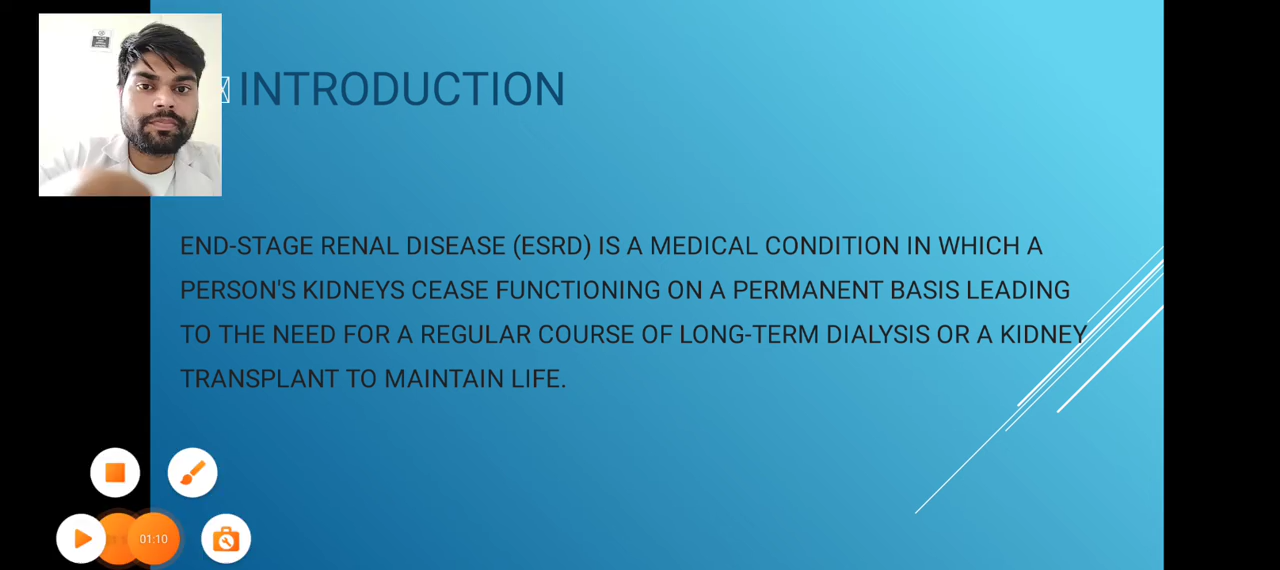 INTRODUCTION
END-STAGE RENAL DISEASE (ESRD) IS A MEDICAL CONDITION IN WHICH A
PERSON'S KIDNEYS CEASE FUNCTIONING ON A PERMANENT BASIS LEADING
TO THE NEED FOR A REGULAR COURSE OF LONG-TERM DIALYSIS OR A KIDNEY
TRANSPLANT TO MAINTAIN LIFE.
01:10